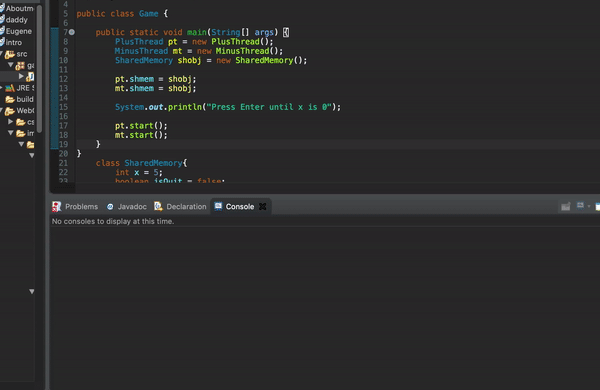 Aboutm
daddy
Eugene
intro
src
ga
JRE S
build
WebC
cs
im
4
5 public class Game {
6
7 public static void main(String[] args) {
8 PlusThread pt = new PlusThread();
9 MinusThread mt = new MinusThread();
10 SharedMemory shobj = new SharedMemory();
11
12 pt.shmem = shobj;
13 mt.shmem = shobj;
14
15 System.out.println("Press Enter until x is 0");
16
17 pt.start();
18 mt.start();
19 }
20 }
21 class SharedMemory{
22 int x = 5;
23 boolean isQuit = false;
Problems Javadoc Declaration Console
No consoles to display at this time.